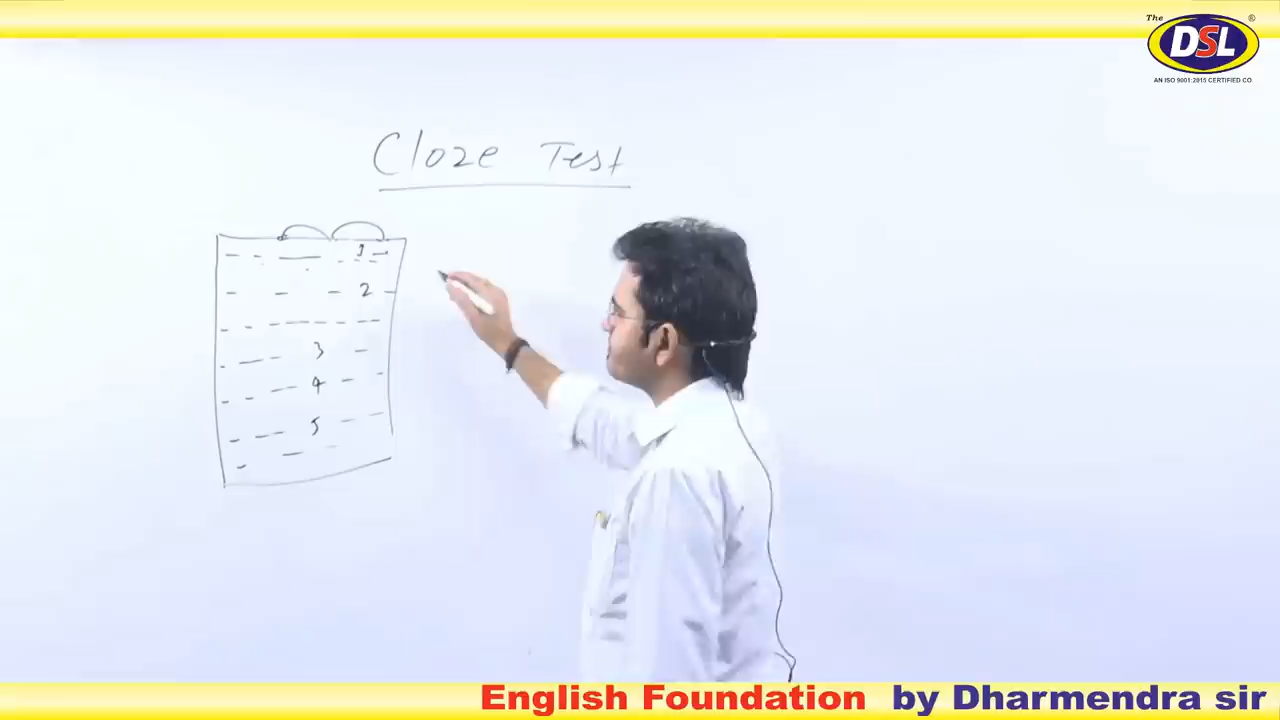 The
®
DSL
AN ISO 9001:2015 CERTIFIED CO.
Cloze Test
1
2
3
4
5
English Foundation by Dharmendra sir